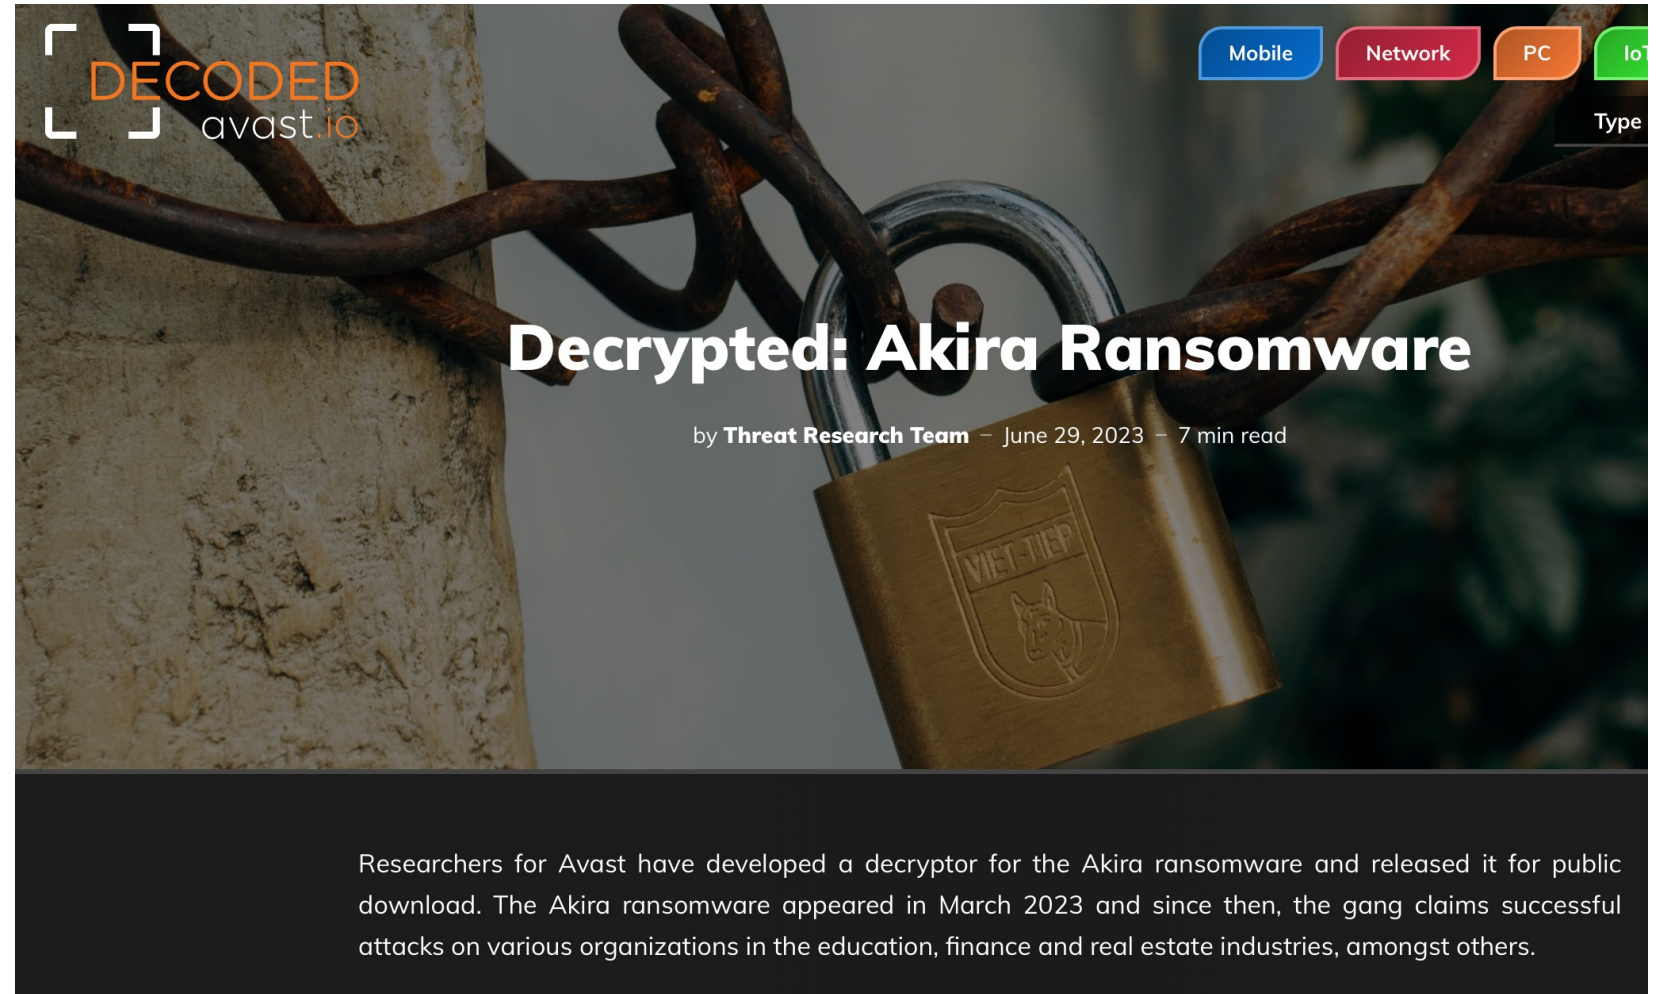 DECODED
avast.io
Mobile
Network
PC
IoT
Type
Decrypted: Akira Ransomware
by Threat Research Team – June 29, 2023 – 7 min read
VIET-TIEP
Researchers for Avast have developed a decryptor for the Akira ransomware and released it for public
download. The Akira ransomware appeared in March 2023 and since then, the gang claims successful
attacks on various organizations in the education, finance and real estate industries, amongst others.